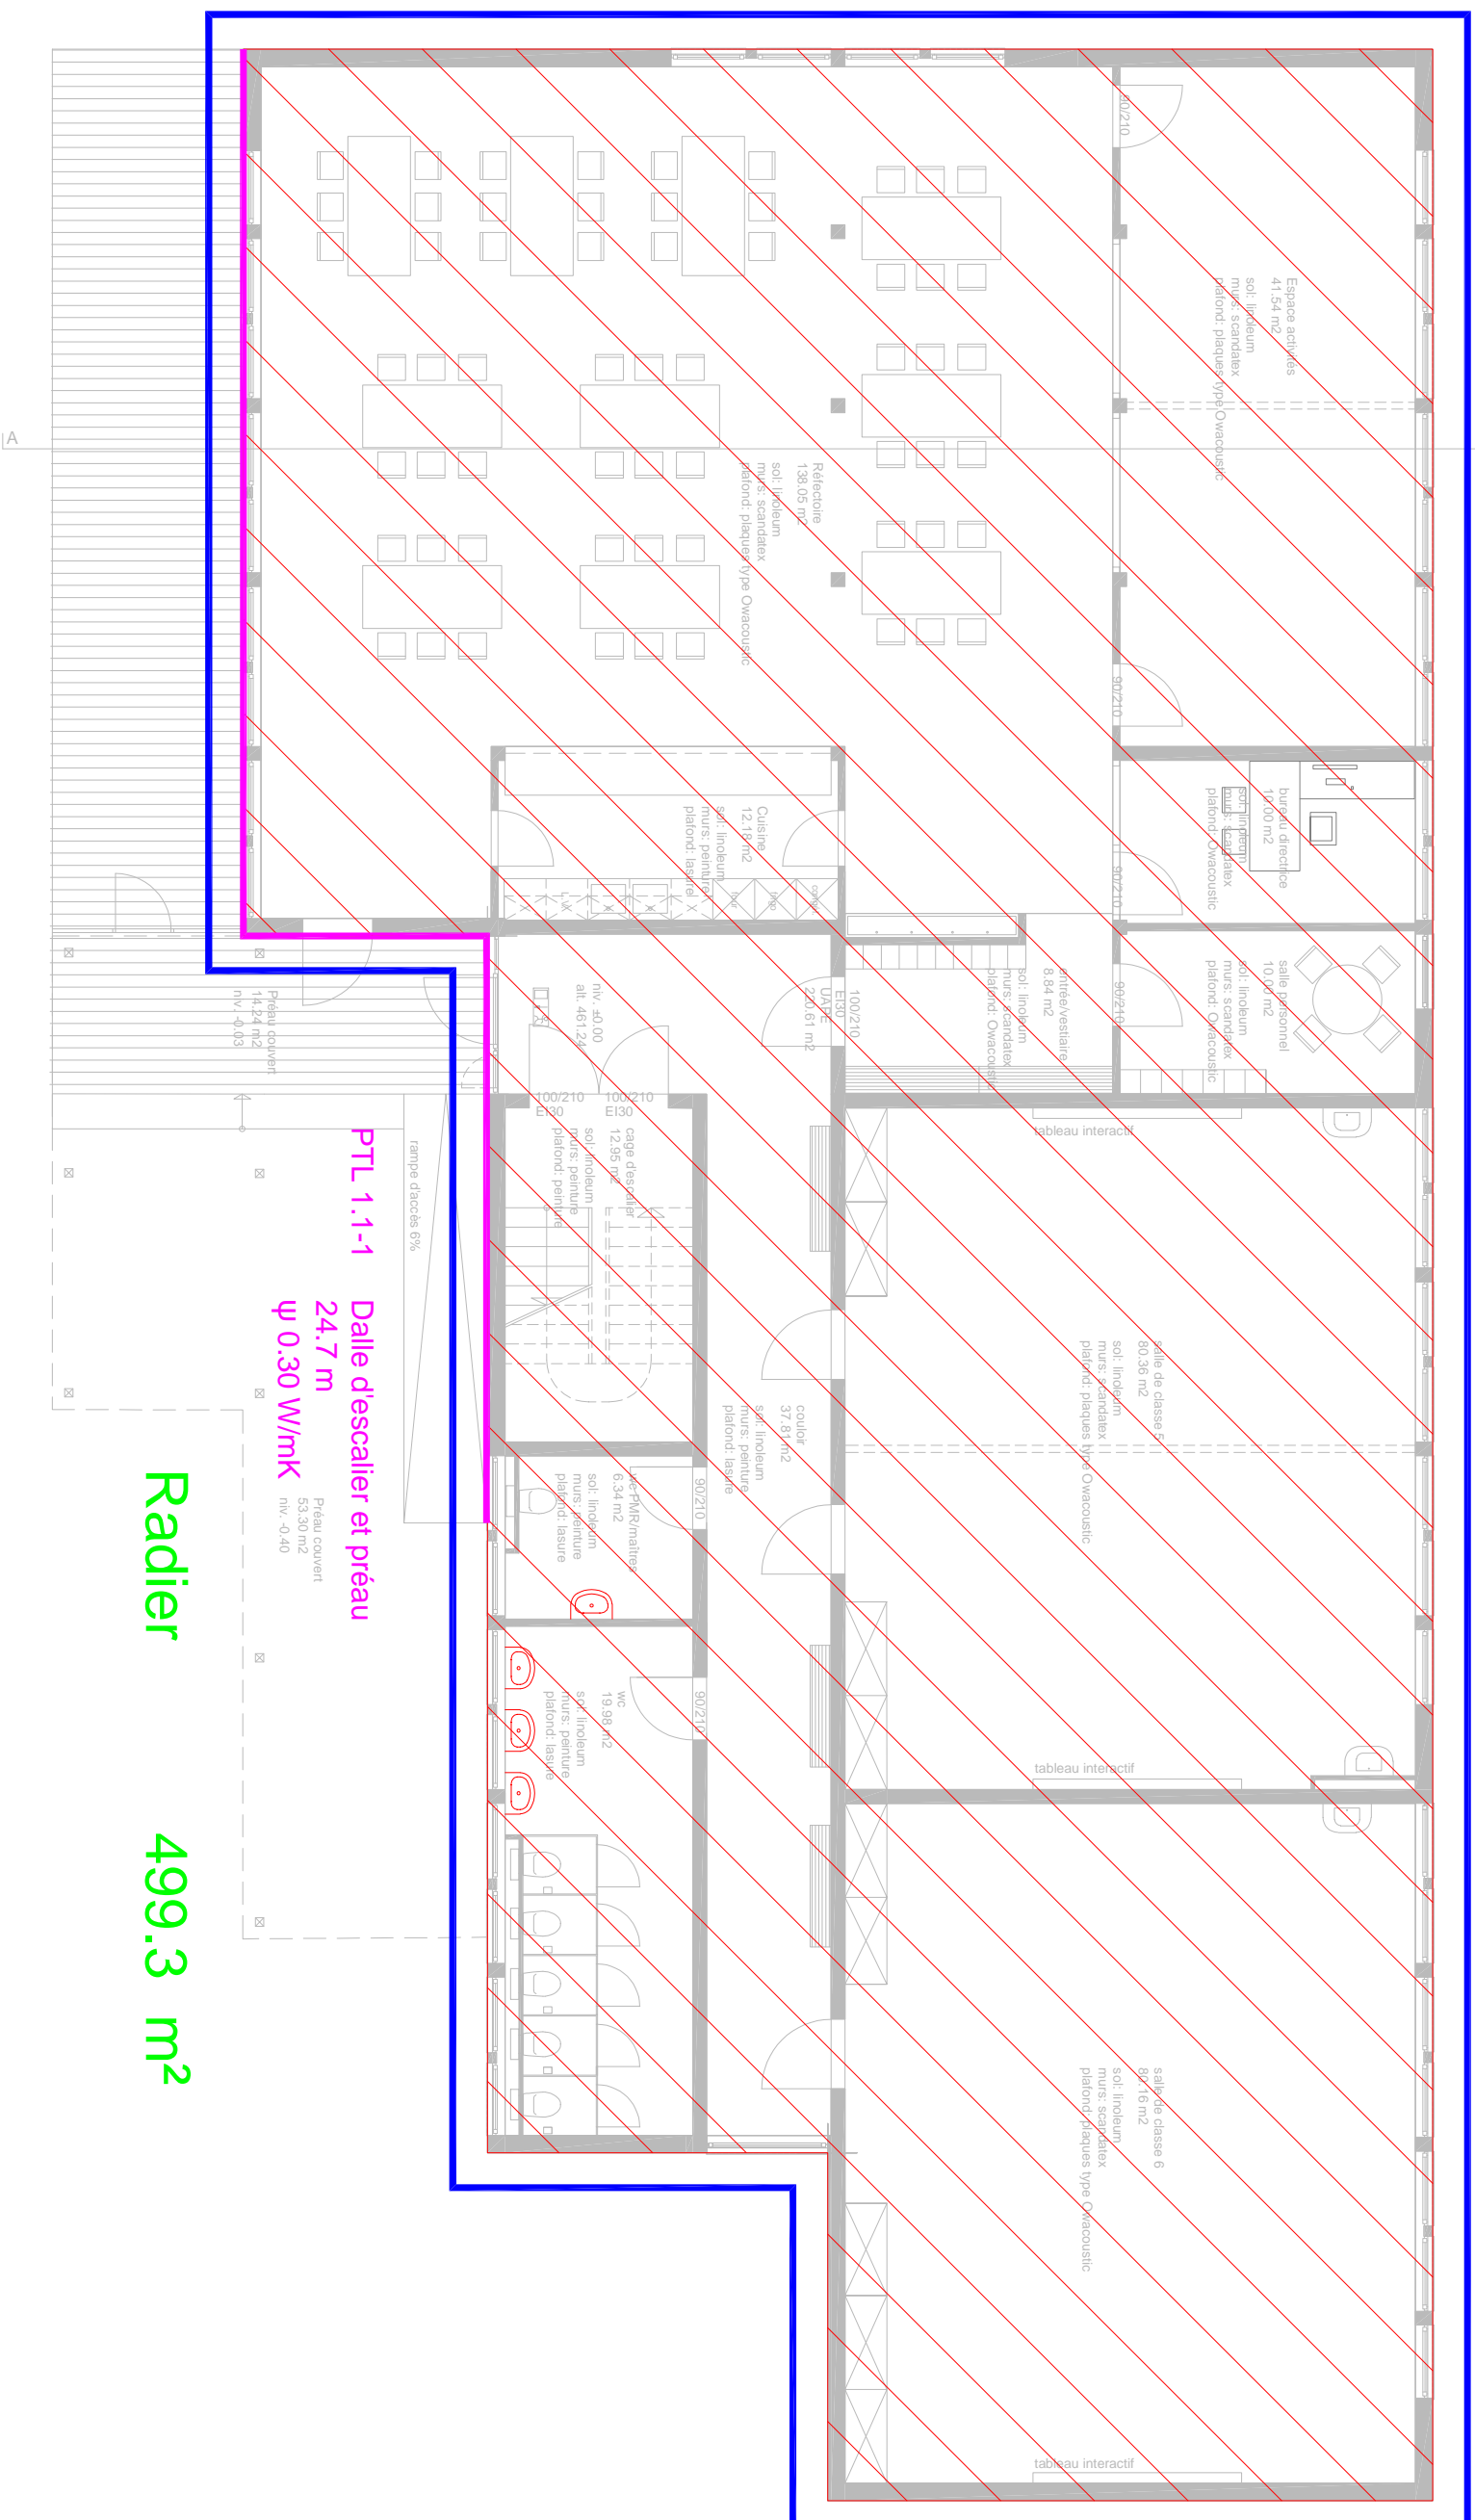 90/210
Espace activités
41.54 m2
sol: linoleum
murs: scandatex
plafond: plaques type Owacoustic
A
Réfectoire
138.05 m2
sol: linoleum
murs: scandatex
plafond: plaques type Owacoustic
90/210
bureau directrice
10.00 m2
sol: linoleum
murs: scandatex
plafond: Owacoustic
Cuisine
12.18 m2
sol: linoleum
murs: peinture
plafond: lasure
four
frigo
90/210
salle personnel
10.00 m2
sol: linoleum
murs: scandatex
plafond: Owacoustic
90/210
entrée/vestiaire
8.84 m2
sol: linoleum
murs: scandatex
plafond: Owacoustic
100/210
EI30
UAPE
220.61 m2
niv. ±0.00
alt. 461.24
Préau couvert
14.24 m2
niv. -0.03
100/210
EI30
100/210
EI30
cage d'escalier
12.95 m2
sol: linoleum
murs: peinture
plafond: peinture
rampe d'accès 6%
tableau interactif
PTL 1.1-1 Dalle d'escalier et préau
24.7 m
Ψ 0.30 W/mK
salle de classe 5
80.36 m2
sol: linoleum
murs: scandatex
plafond: plaques type Owacoustic
couloir
37.81 m2
sol: linoleum
murs: peinture
plafond: lasure
90/210
wc PMR/maîtres
6.34 m2
sol: linoleum
murs: peinture
plafond: lasure
Préau couvert
53.30 m2
niv. -0.40
90/210
wc
19.98 m2
sol: linoleum
murs: peinture
plafond: lasure
tableau interactif
Radier 499.3 m²
salle de classe 6
80.16 m2
sol: linoleum
murs: scandatex
plafond: plaques type Owacoustic
tableau interactif